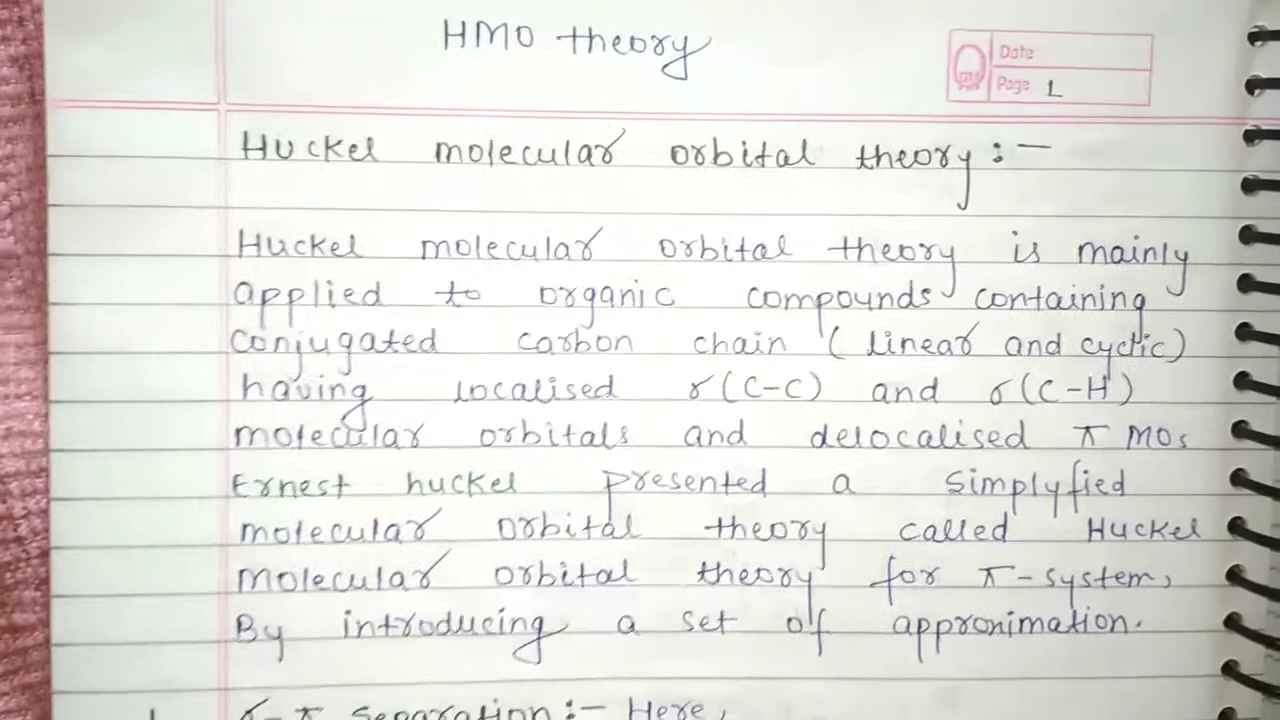 HMO theory
Date
Page 1
Huckel molecular orbital theory :-
Huckel molecular orbital theory is mainly
applied to organic compounds containing
conjugated carbon chain (linear and cyclic)
having localised σ(C-C) and σ(C-H)
molecular orbitals and delocalised π MOs
Ernest huckel presented a simplyfied
molecular orbital theory called Huckel
molecular orbital theory for π-system,
By introducing a set of approximation.
1 σ-π Separation :- Here,